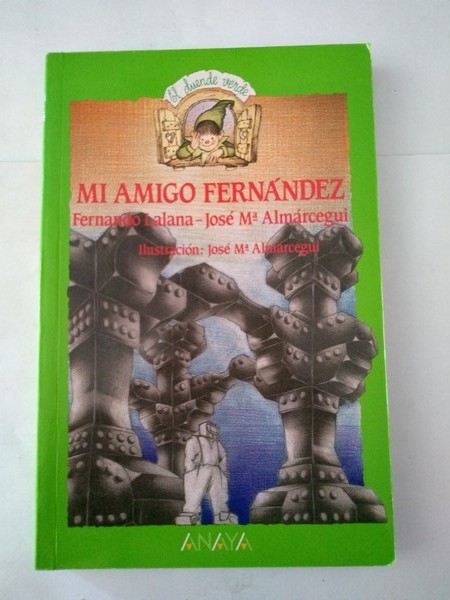 El duende verde
MI AMIGO FERNÁNDEZ
Fernando Lalana - José Mª Almárcegui
Ilustración: José Mª Almárcegui
ANAYA